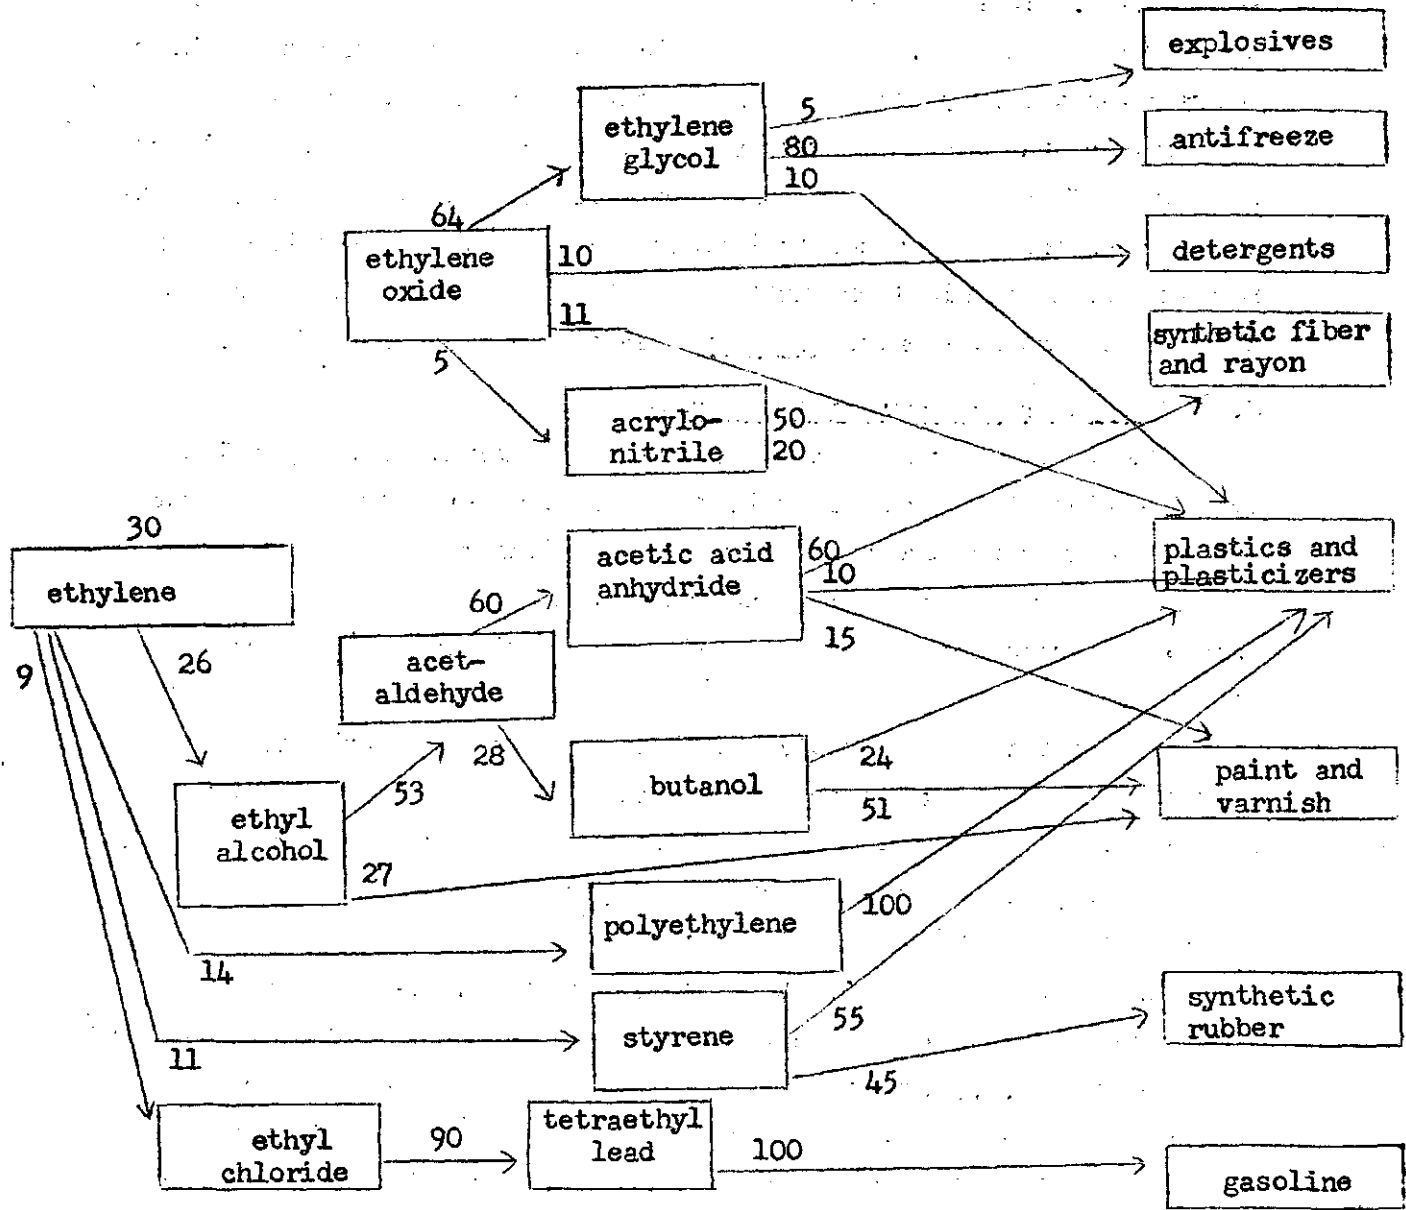 explosives
5
ethylene
glycol
80
10
antifreeze
64
ethylene
oxide
10
11
5
detergents
synthetic fiber
and rayon
acrylo-
nitrile
50
20
30
ethylene
9
26
acetic acid
anhydride
60
10
15
plastics and
plasticizers
60
acet-
aldehyde
53
28
butanol
24
51
paint and
varnish
ethyl
alcohol
27
polyethylene
100
14
styrene
55
45
11
synthetic
rubber
ethyl
chloride
90
tetraethyl
lead
100
gasoline